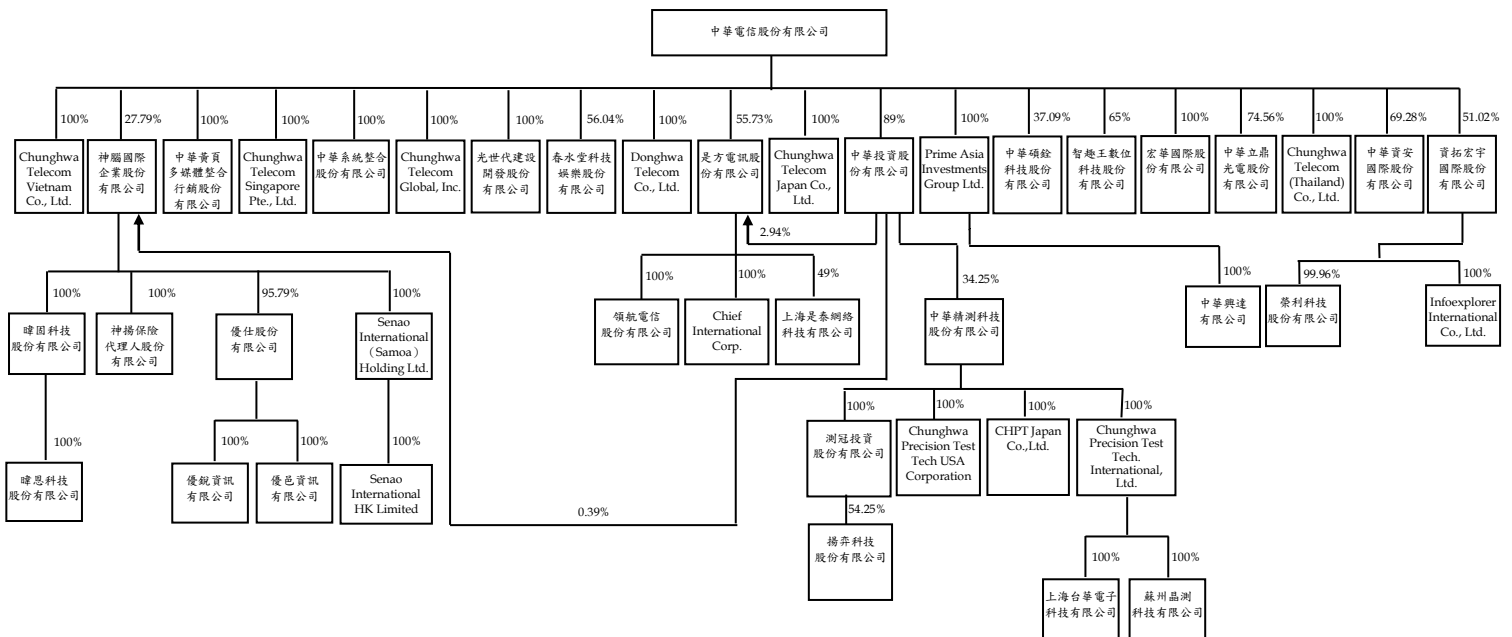 中華電信股份有限公司
100%
27.79%
100%
100%
100%
100%
100%
56.04%
100%
55.73%
100%
89%
100%
37.09%
65%
100%
74.56%
100%
69.28%
51.02%
Chunghwa
Telecom
Vietnam
Co., Ltd.
神腦國際
企業股份
有限公司
中華黃頁
多媒體整合
行銷股份
有限公司
Chunghwa
Telecom
Singapore
Pte., Ltd.
中華系統整合
股份有限公司
Chunghwa
Telecom
Global, Inc.
光世代建設
開發股份
有限公司
春水堂科技
娛樂股份
有限公司
Donghwa
Telecom
Co., Ltd.
是方電訊股
份有限公司
Chunghwa
Telecom
Japan Co.,
Ltd.
中華投資股
份有限公司
Prime Asia
Investments
Group Ltd.
中華碩銓
科技股份
有限公司
智趣王數位
科技股份
有限公司
宏華國際股
份有限公司
中華立鼎
光電股份
有限公司
Chunghwa
Telecom
(Thailand)
Co., Ltd.
中華資安
國際股份
有限公司
資拓宏宇
國際股份
有限公司
2.94%
100%
100%
95.79%
100%
100%
100%
49%
34.25%
100%
99.96%
100%
暐固科技
股份有限公司
神揚保險
代理人股份
有限公司
優仕股份
有限公司
Senao
International
（Samoa）
Holding Ltd.
領航電信
股份有限公司
Chief
International
Corp.
上海是泰網絡
科技有限公司
中華精測科技
股份有限公司
中華興達
有限公司
榮利科技
股份有限公司
Infoexplorer
International
Co., Ltd.
100%
100%
100%
100%
100%
100%
100%
100%
暐恩科技
股份有限公司
優銳資訊
有限公司
優邑資訊
有限公司
Senao
International
HK Limited
測冠投資
股份有限公司
Chunghwa
Precision Test
Tech USA
Corporation
CHPT Japan
Co.,Ltd.
Chunghwa
Precision Test
Tech.
International,
Ltd.
0.39%
54.25%
揚弈科技
股份有限公司
100%
100%
上海台華電子
科技有限公司
蘇州晶測
科技有限公司